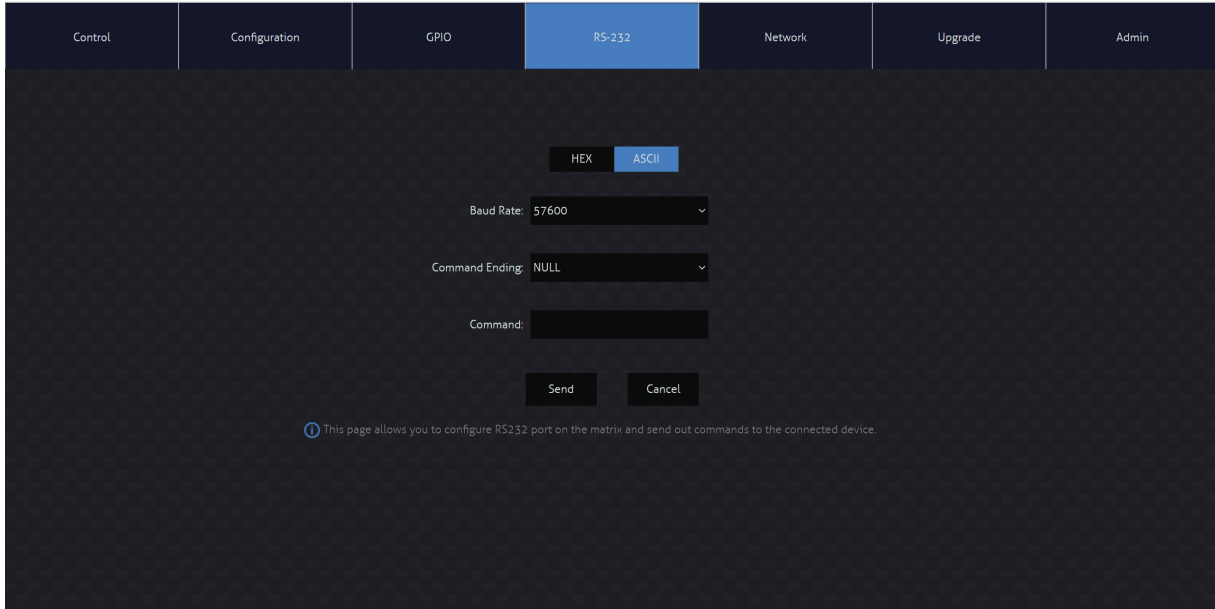 Control Configuration GPIO RS-232 Network Upgrade Admin
HEX ASCII
Baud Rate: 57600
Command Ending: NULL
Command:
Send Cancel
This page allows you to configure RS232 port on the matrix and send out commands to the connected device.